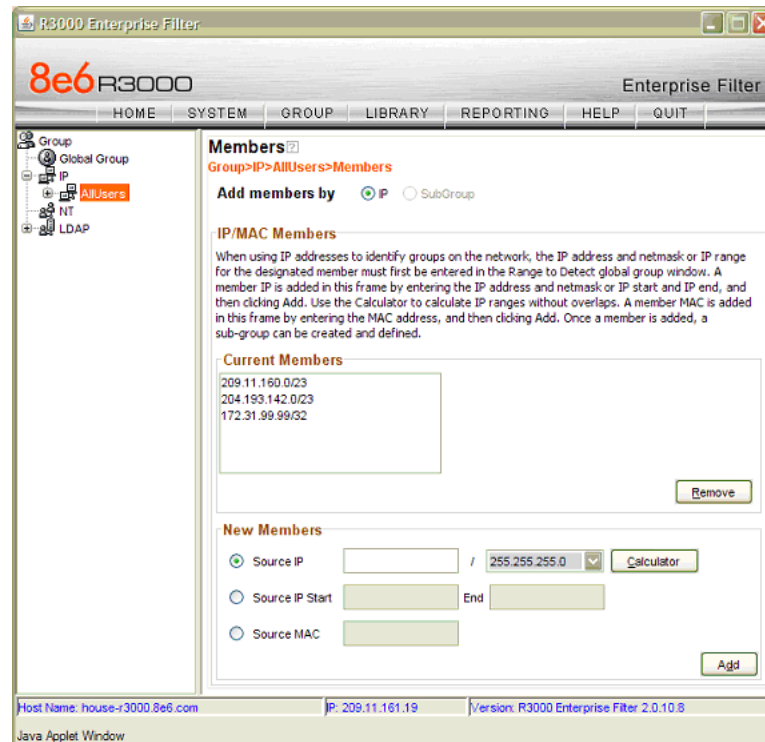 R3000 Enterprise Filter
8e6 R3000
Enterprise Filter
HOME SYSTEM GROUP LIBRARY REPORTING HELP QUIT
Group
Global Group
IP
AllUsers
NT
LDAP
Members?
Group>IP>AllUsers>Members
Add members by IP SubGroup
IP/MAC Members
When using IP addresses to identify groups on the network, the IP address and netmask or IP range
for the designated member must first be entered in the Range to Detect global group window. A
member IP is added in this frame by entering the IP address and netmask or IP start and IP end, and
then clicking Add. Use the Calculator to calculate IP ranges without overlaps. A member MAC is added
in this frame by entering the MAC address, and then clicking Add. Once a member is added, a
sub-group can be created and defined.
Current Members
209.11.160.0/23
204.193.142.0/23
172.31.99.99/32
Remove
New Members
Source IP / 255.255.255.0 Calculator
Source IP Start End
Source MAC
Add
Host Name: house-r3000.8e6.com IP: 209.11.161.19 Version: R3000 Enterprise Filter 2.0.10.8
Java Applet Window